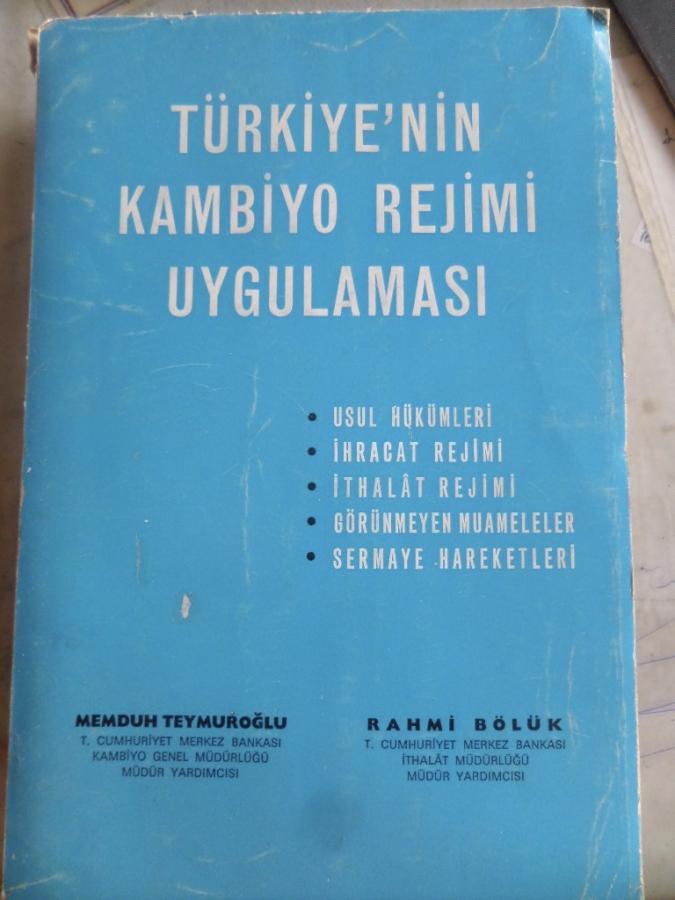 TÜRKİYE'NİN
KAMBİYO REJİMİ
UYGULAMASI
• USUL HÜKÜMLERİ
• İHRACAT REJİMİ
• İTHALÂT REJİMİ
• GÖRÜNMEYEN MUAMELELER
• SERMAYE HAREKETLERİ
MEMDUH TEYMUROĞLU
T. CUMHURİYET MERKEZ BANKASI
KAMBİYO GENEL MÜDÜRLÜĞÜ
MÜDÜR YARDIMCISI
RAHMİ BÖLÜK
T. CUMHURİYET MERKEZ BANKASI
İTHALÂT MÜDÜRLÜĞÜ
MÜDÜR YARDIMCISI